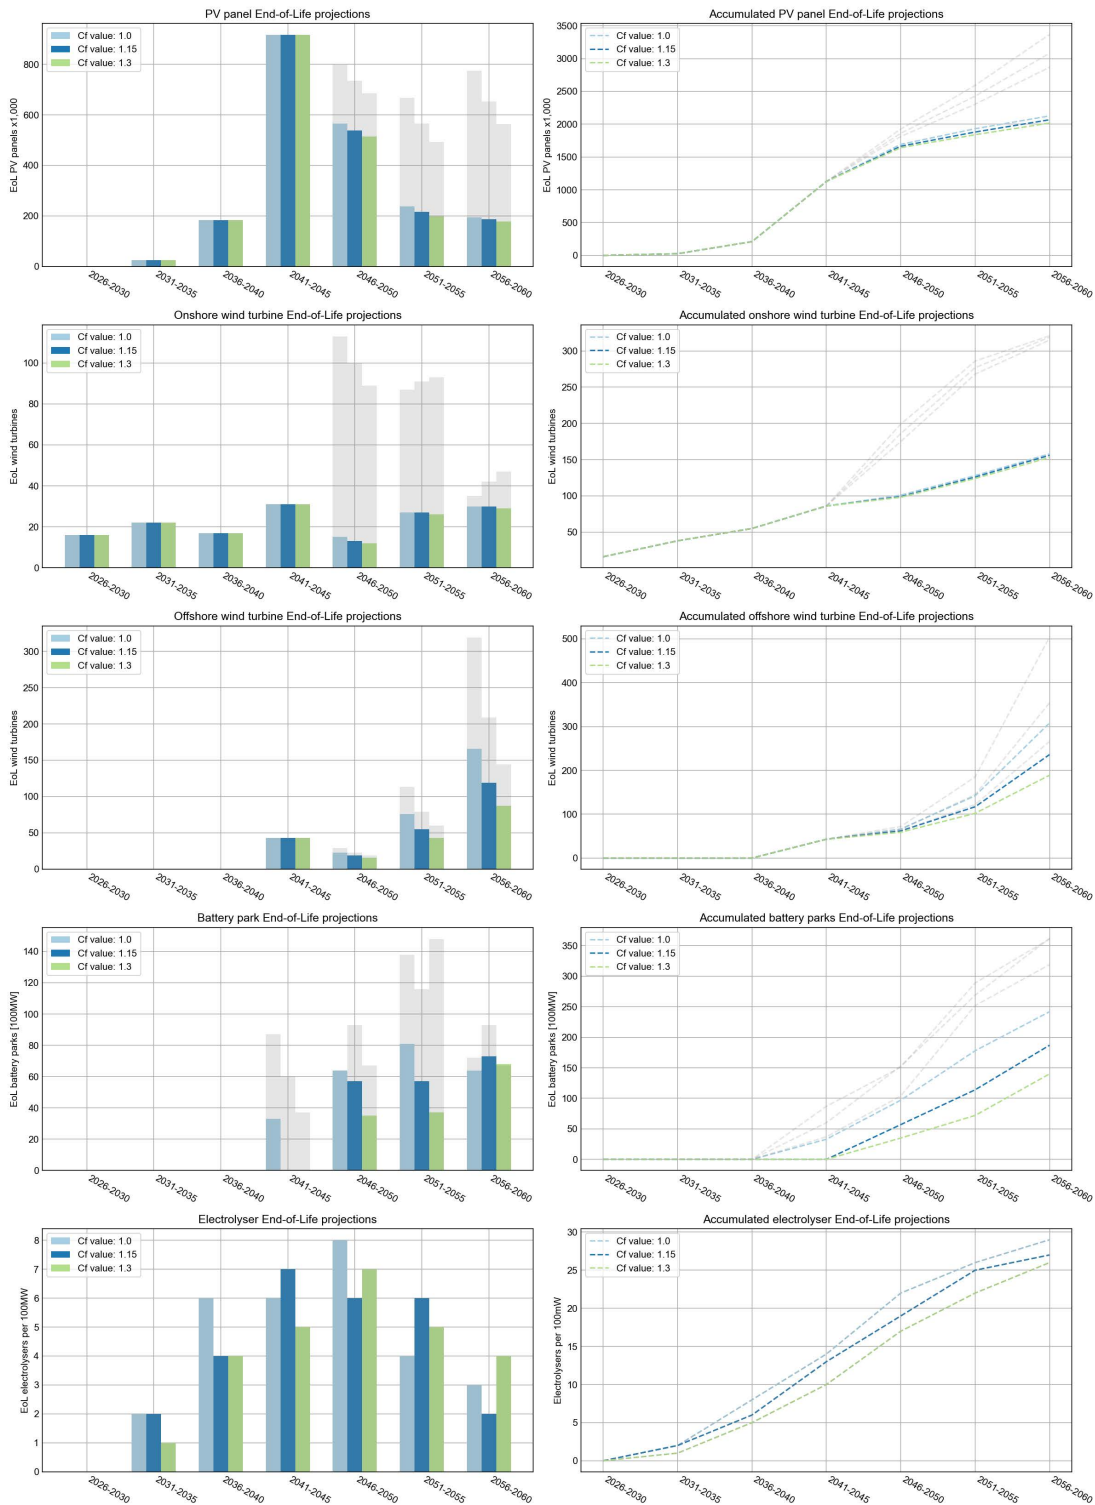 PV panel End-of-Life projections
EoL PV panels x1,000
800
600
400
200
0
Cf value: 1.0
Cf value: 1.15
Cf value: 1.3
2026-2030
2031-2035
2036-2040
2041-2045
2046-2050
2051-2055
2056-2060
Accumulated PV panel End-of-Life projections
EoL PV panels x1,000
3500
3000
2500
2000
1500
1000
500
0
Cf value: 1.0
Cf value: 1.15
Cf value: 1.3
2026-2030
2031-2035
2036-2040
2041-2045
2046-2050
2051-2055
2056-2060
Onshore wind turbine End-of-Life projections
EoL wind turbines
100
80
60
40
20
0
Cf value: 1.0
Cf value: 1.15
Cf value: 1.3
2026-2030
2031-2035
2036-2040
2041-2045
2046-2050
2051-2055
2056-2060
Accumulated onshore wind turbine End-of-Life projections
EoL wind turbines
300
250
200
150
100
50
Cf value: 1.0
Cf value: 1.15
Cf value: 1.3
2026-2030
2031-2035
2036-2040
2041-2045
2046-2050
2051-2055
2056-2060
Offshore wind turbine End-of-Life projections
EoL wind turbines
300
250
200
150
100
50
0
Cf value: 1.0
Cf value: 1.15
Cf value: 1.3
2026-2030
2031-2035
2036-2040
2041-2045
2046-2050
2051-2055
2056-2060
Accumulated offshore wind turbine End-of-Life projections
EoL wind turbines
500
400
300
200
100
0
Cf value: 1.0
Cf value: 1.15
Cf value: 1.3
2026-2030
2031-2035
2036-2040
2041-2045
2046-2050
2051-2055
2056-2060
Battery park End-of-Life projections
EoL battery parks [100MW]
140
120
100
80
60
40
20
0
Cf value: 1.0
Cf value: 1.15
Cf value: 1.3
2026-2030
2031-2035
2036-2040
2041-2045
2046-2050
2051-2055
2056-2060
Accumulated battery parks End-of-Life projections
EoL battery parks [100MW]
350
300
250
200
150
100
50
0
Cf value: 1.0
Cf value: 1.15
Cf value: 1.3
2026-2030
2031-2035
2036-2040
2041-2045
2046-2050
2051-2055
2056-2060
Electrolyser End-of-Life projections
EoL electrolysers per 100MW
8
7
6
5
4
3
2
1
0
Cf value: 1.0
Cf value: 1.15
Cf value: 1.3
2026-2030
2031-2035
2036-2040
2041-2045
2046-2050
2051-2055
2056-2060
Accumulated electrolyser End-of-Life projections
Electrolysers per 100mW
30
25
20
15
10
5
0
Cf value: 1.0
Cf value: 1.15
Cf value: 1.3
2026-2030
2031-2035
2036-2040
2041-2045
2046-2050
2051-2055
2056-2060